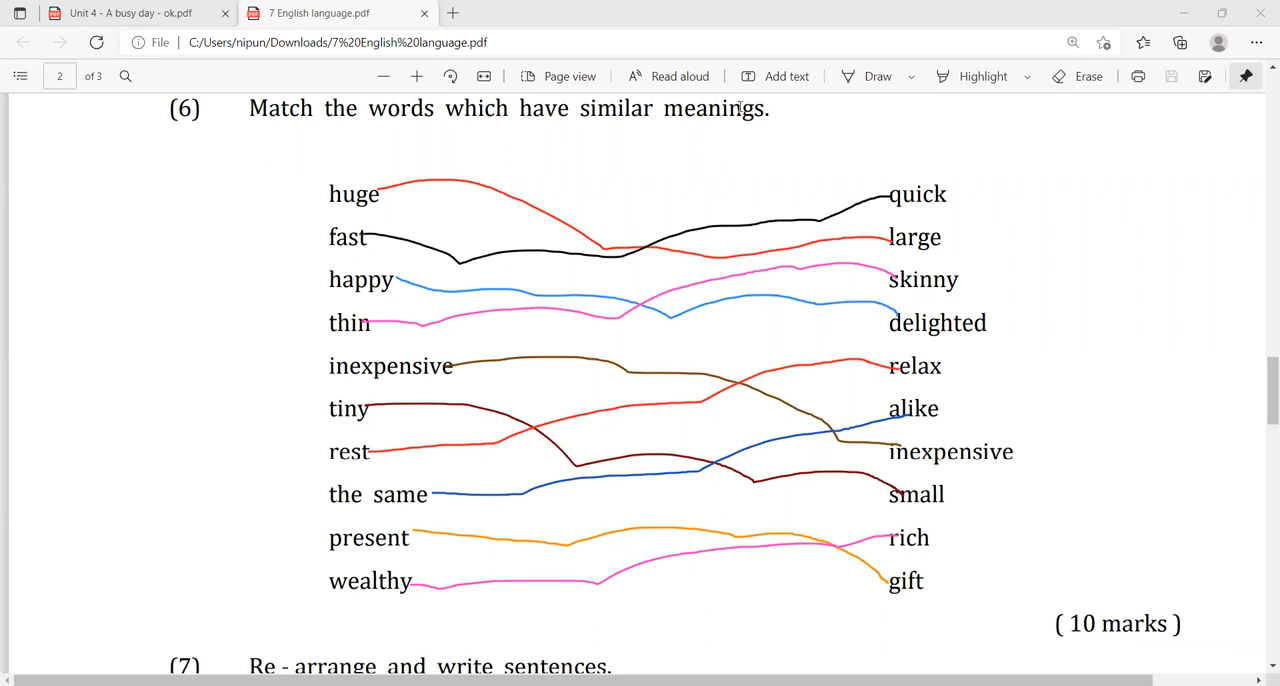 Unit 4 - A busy day - ok.pdf
7 English language.pdf
File C:/Users/nipun/Downloads/7%20English%20language.pdf
2 of 3 Page view Read aloud Add text Draw Highlight Erase
(6) Match the words which have similar meanings.
huge quick
fast large
happy skinny
thin delighted
inexpensive relax
tiny alike
rest inexpensive
the same small
present rich
wealthy gift
( 10 marks )
(7) Re - arrange and write sentences.